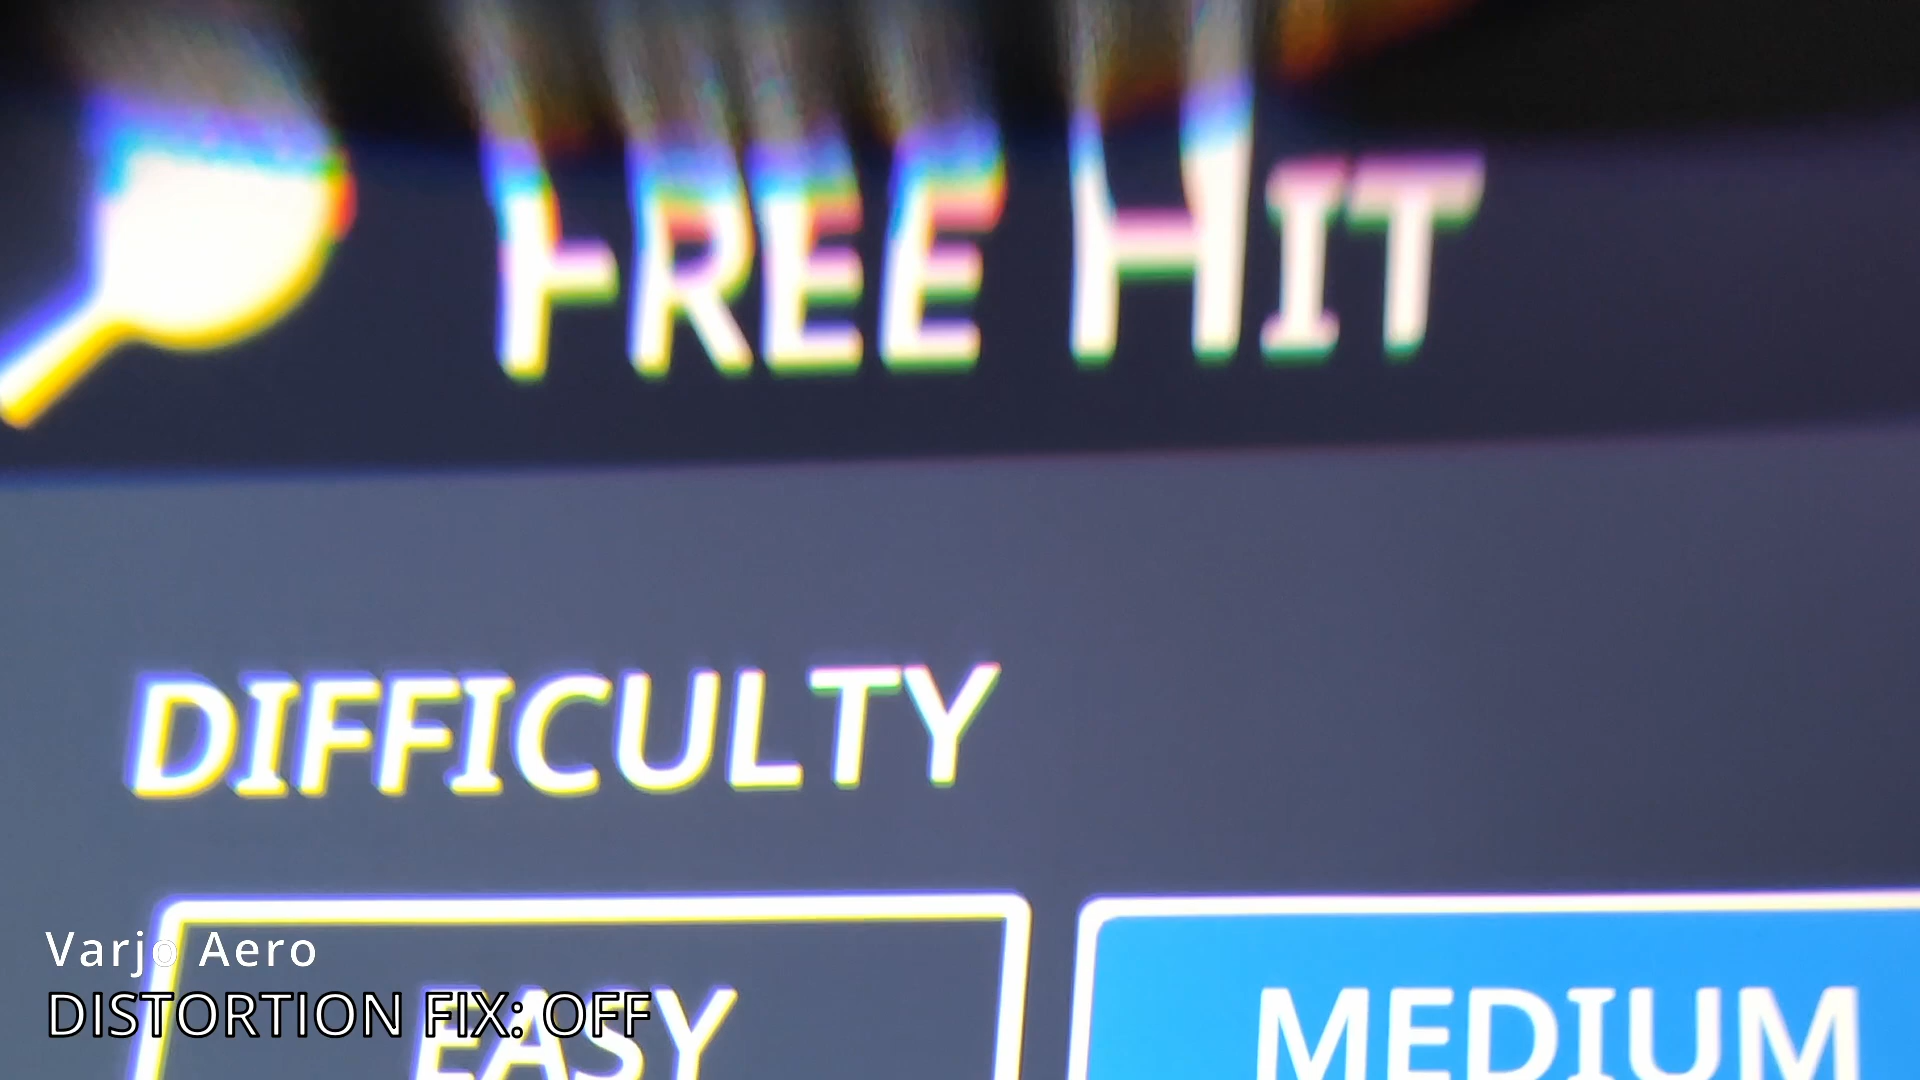 FREE HIT
DIFFICULTY
EASY
MEDIUM
Varjo Aero
DISTORTION FIX: OFF